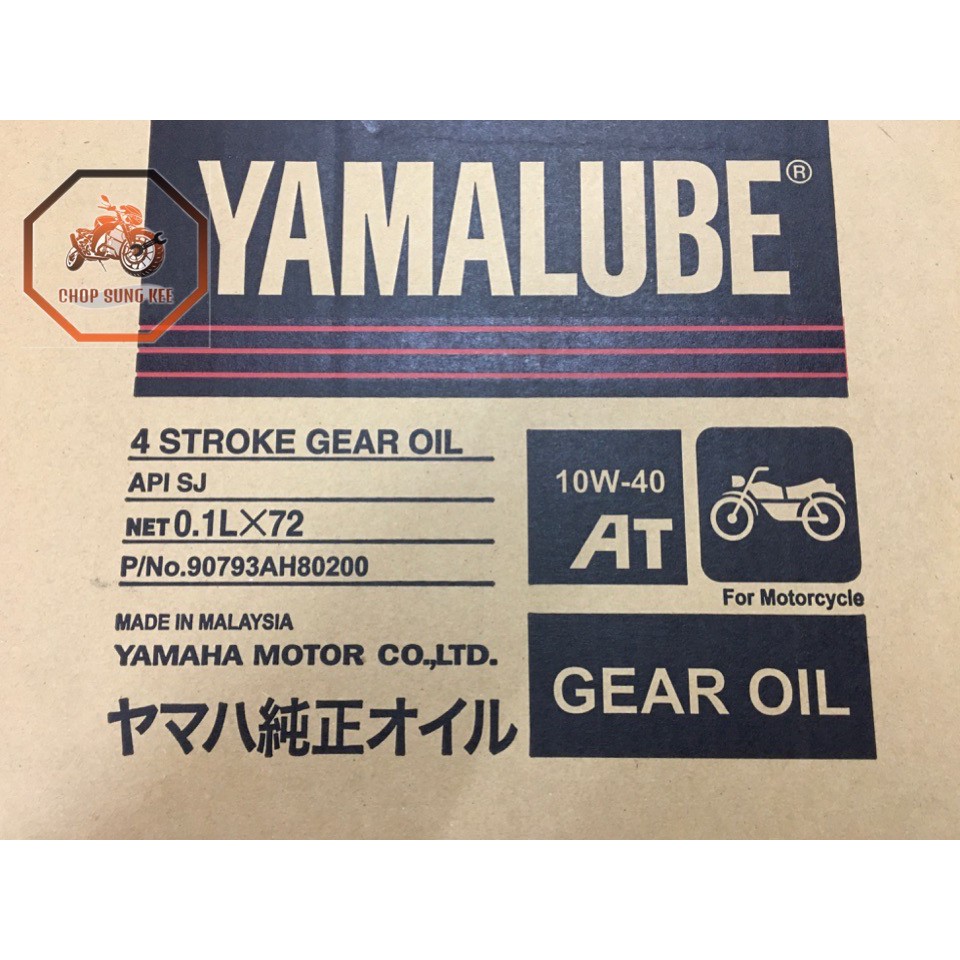 YAMALUBE®
CHOP SUNG KEE
4 STROKE GEAR OIL
API SJ
NET 0.1L×72
P/No.90793AH80200
MADE IN MALAYSIA
YAMAHA MOTOR CO.,LTD.
ヤマハ純正オイル
10W-40
AT
For Motorcycle
GEAR OIL